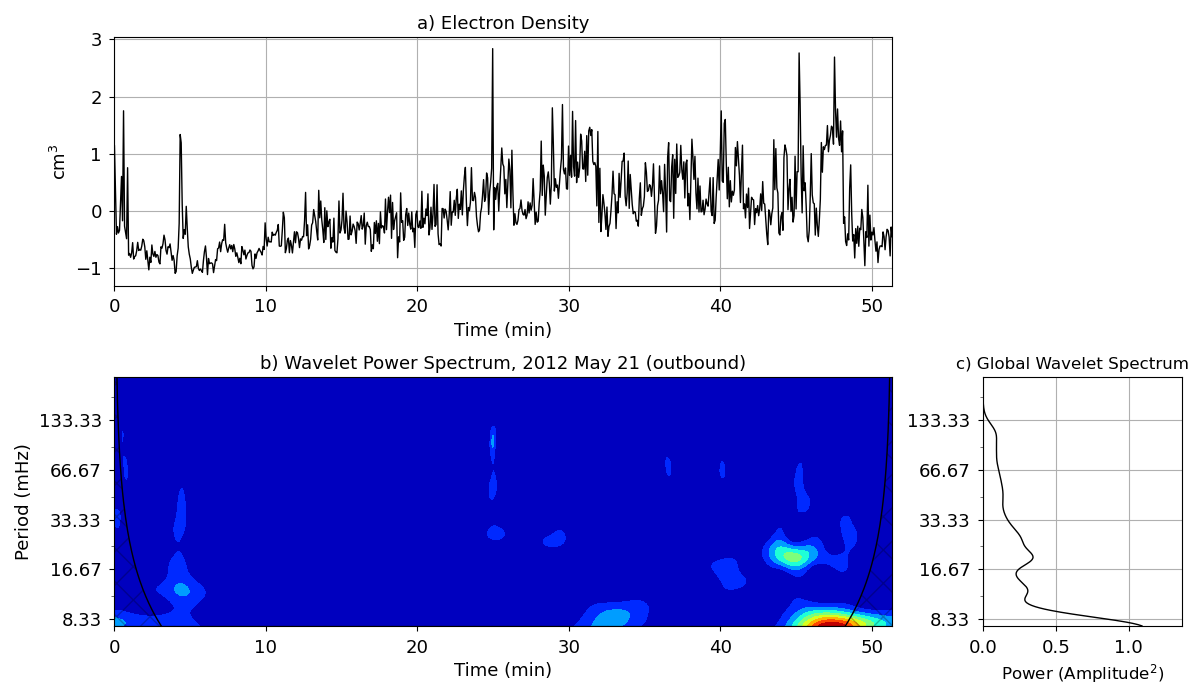 a) Electron Density
3
2
1
0
−1
cm³
0 10 20 30 40 50
Time (min)
b) Wavelet Power Spectrum, 2012 May 21 (outbound)
133.33
66.67
33.33
16.67
8.33
Period (mHz)
0 10 20 30 40 50
Time (min)
c) Global Wavelet Spectrum
133.33
66.67
33.33
16.67
8.33
0.0 0.5 1.0
Power (Amplitude²)